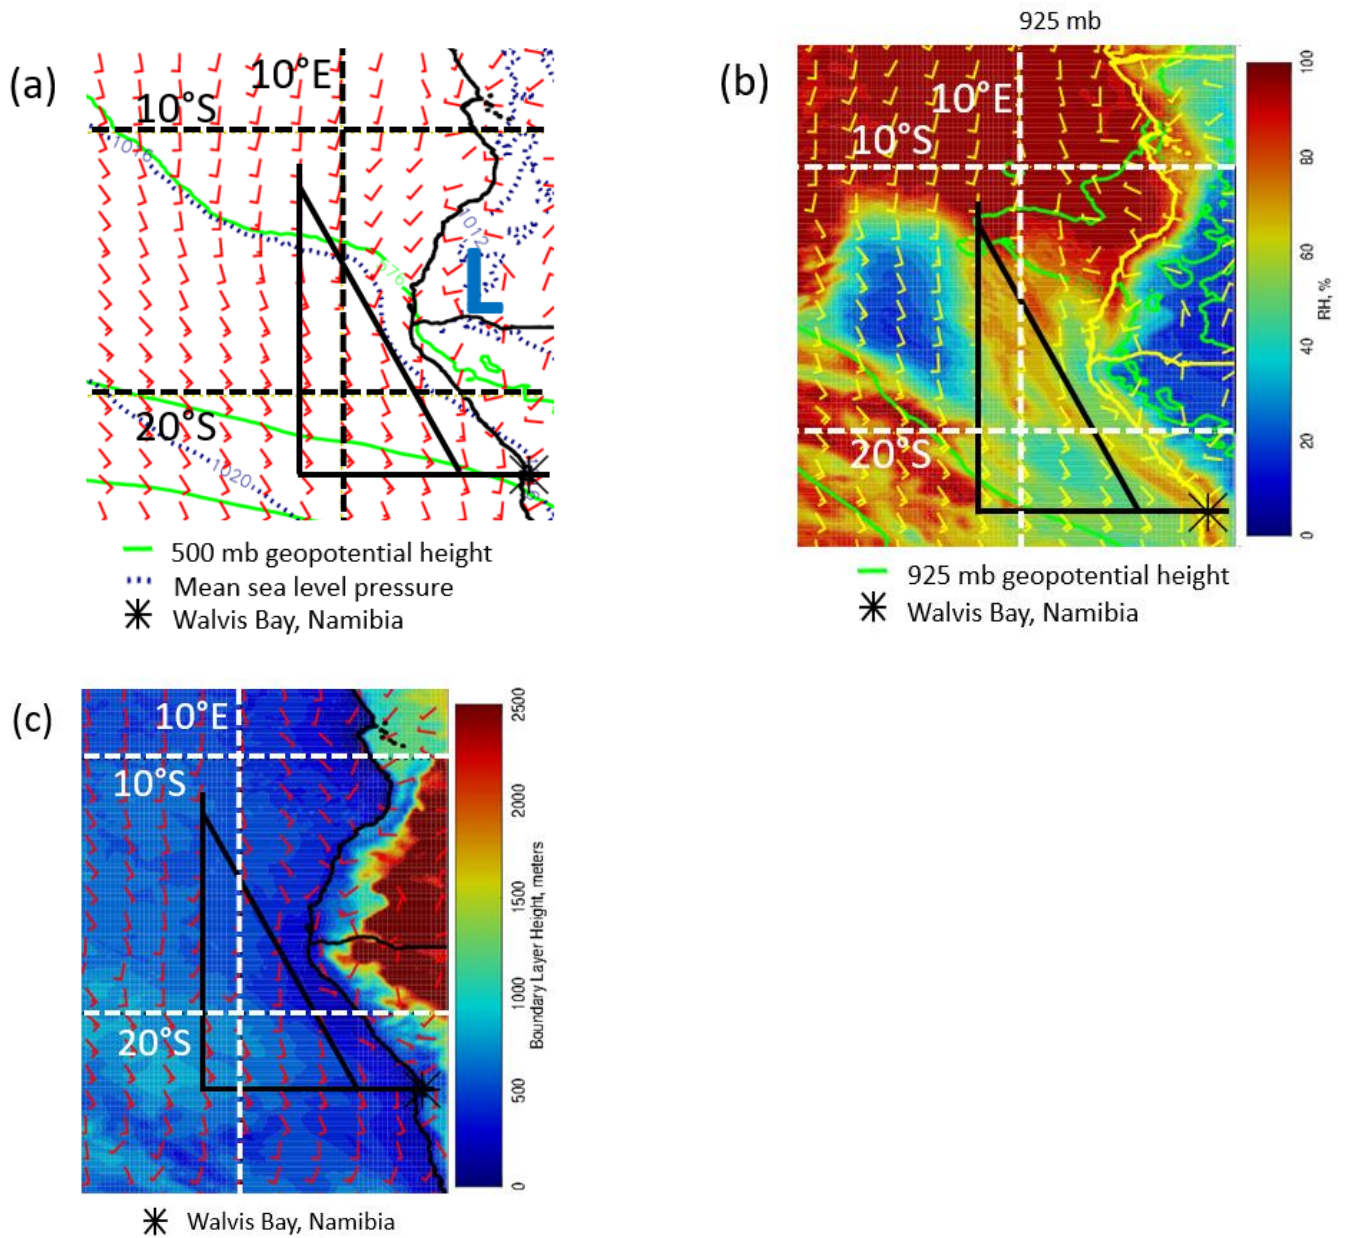 (a)
10°E
10°S
1016
1012
576
L
20°S
1020
500 mb geopotential height
Mean sea level pressure
Walvis Bay, Namibia
925 mb
(b)
10°E
10°S
20°S
100
80
60
40
20
0
RH, %
925 mb geopotential height
Walvis Bay, Namibia
(c)
10°E
10°S
20°S
2500
2000
1500
1000
500
0
Boundary Layer Height, meters
Walvis Bay, Namibia